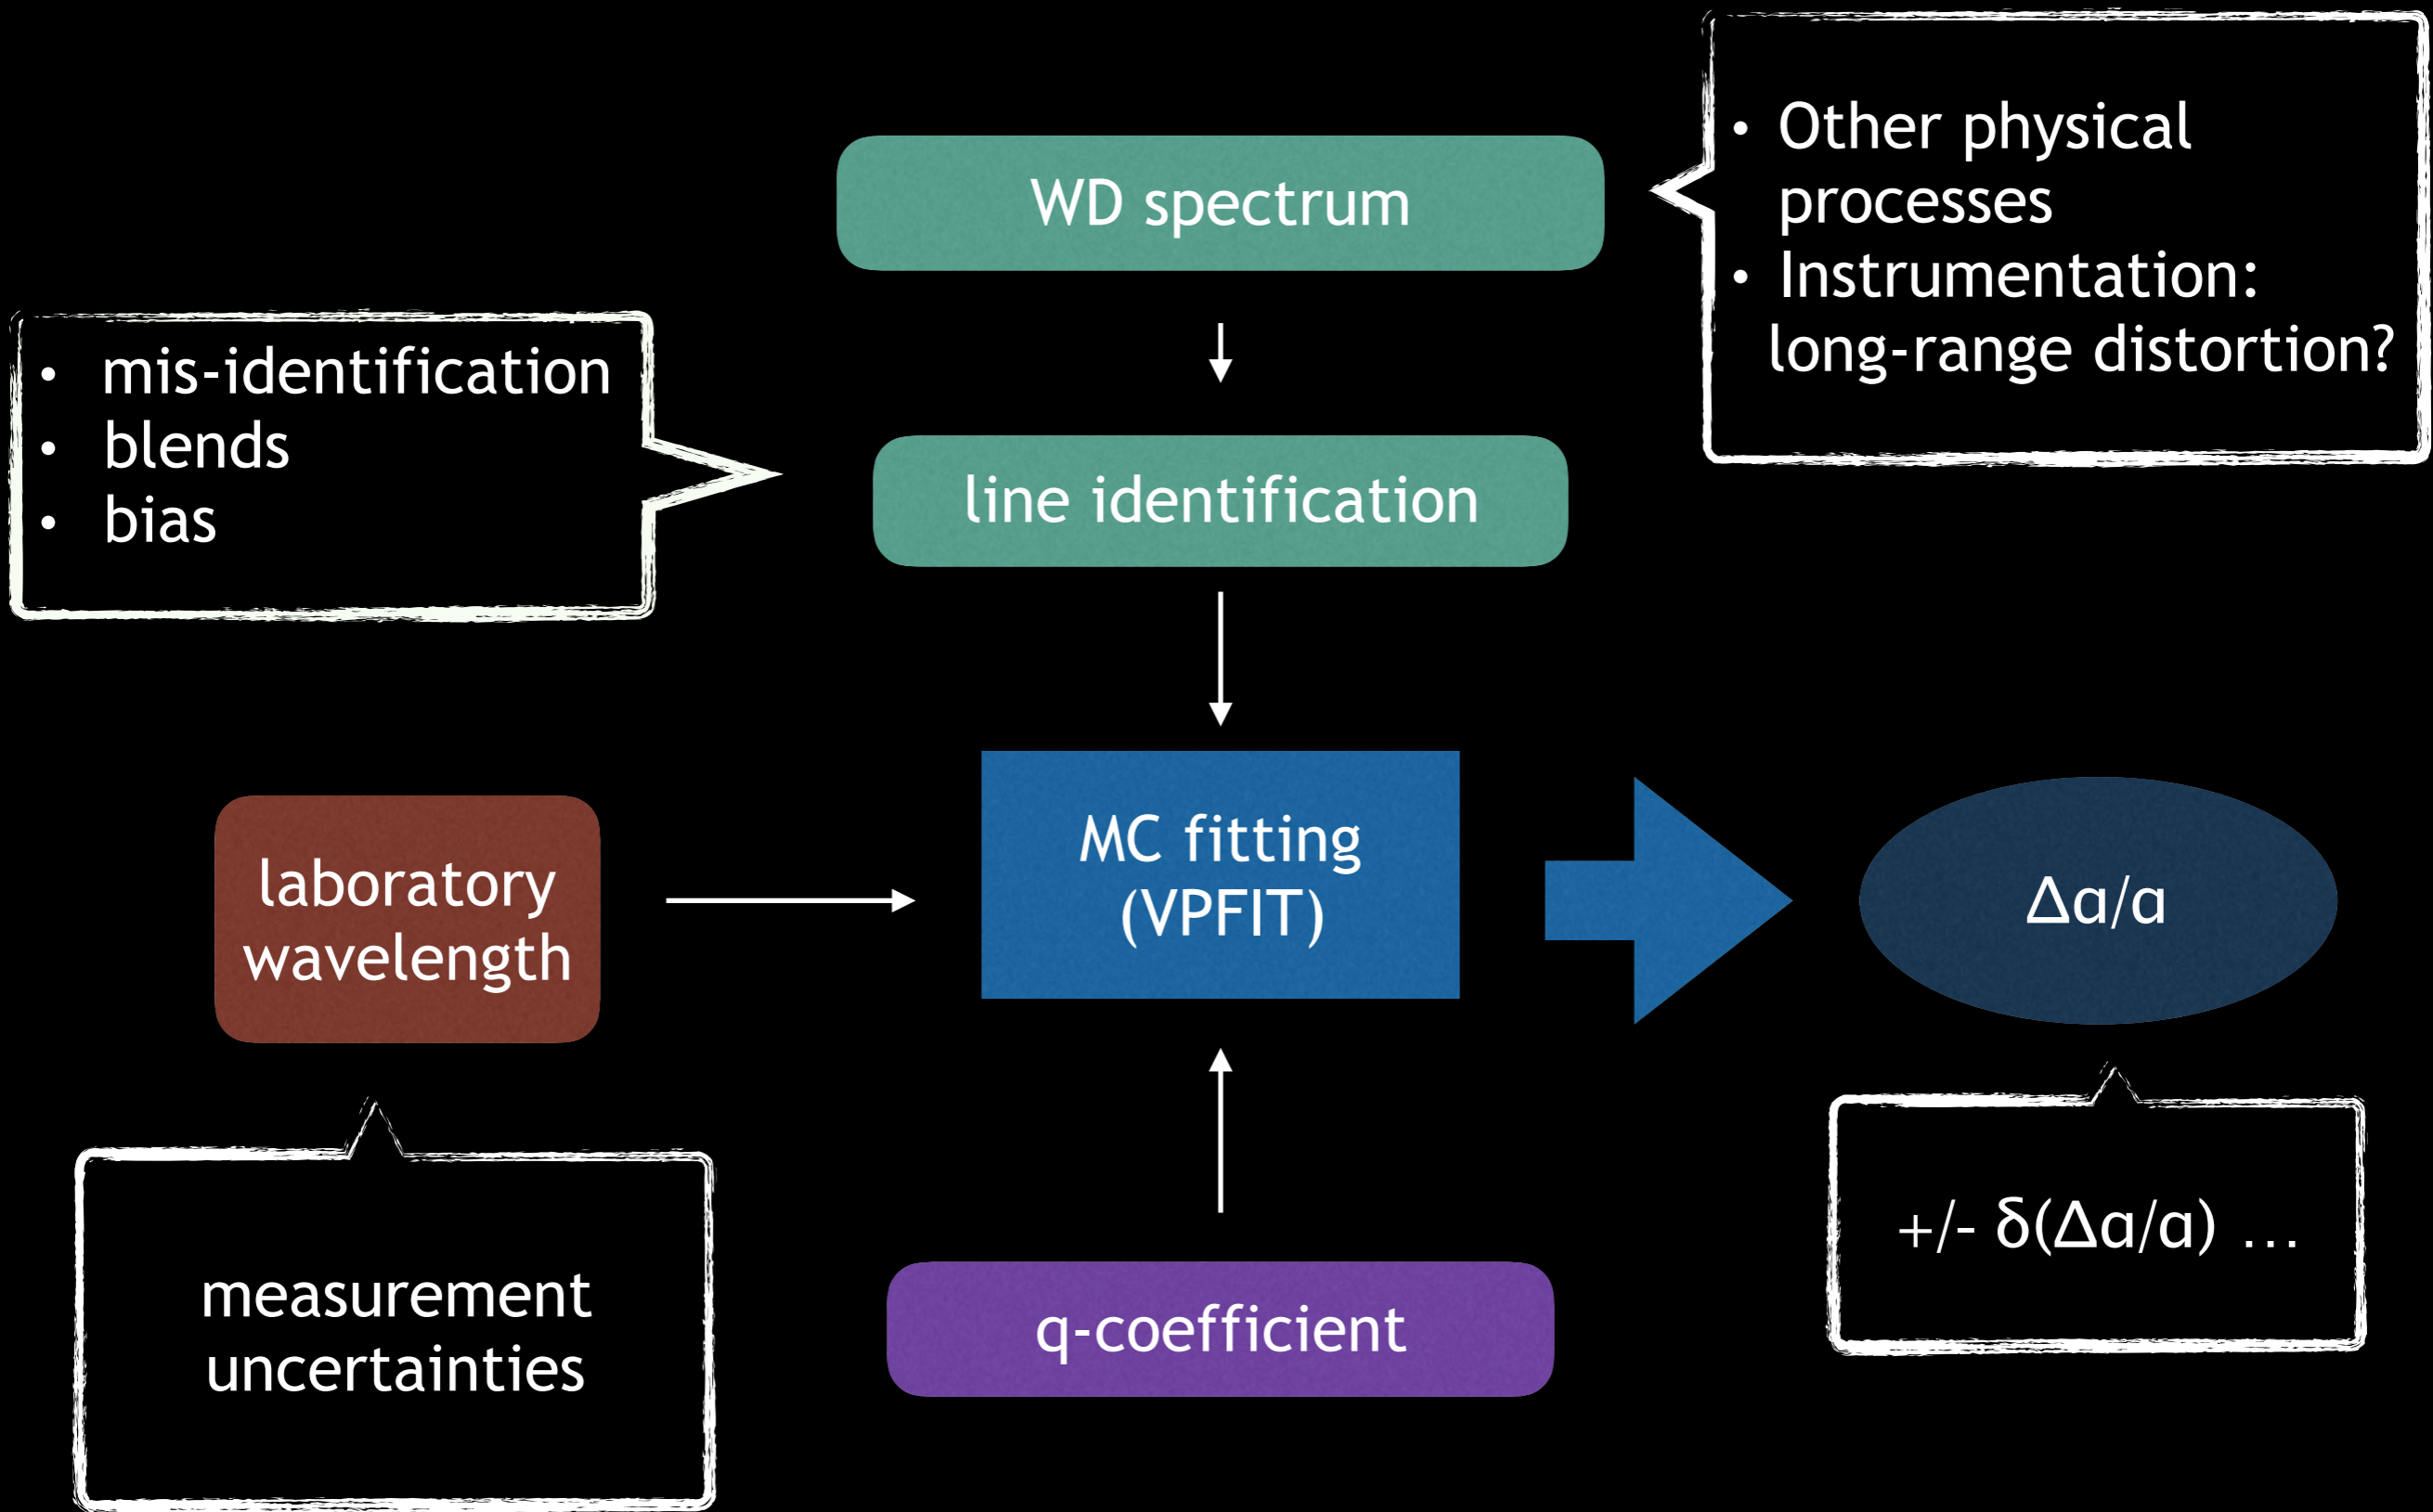 WD spectrum
• Other physical
processes
• Instrumentation:
long-range distortion?
• mis-identification
• blends
• bias
line identification
laboratory
wavelength
MC fitting
(VPFIT)
Δα/α
measurement
uncertainties
q-coefficient
+/- δ(Δα/α) ...